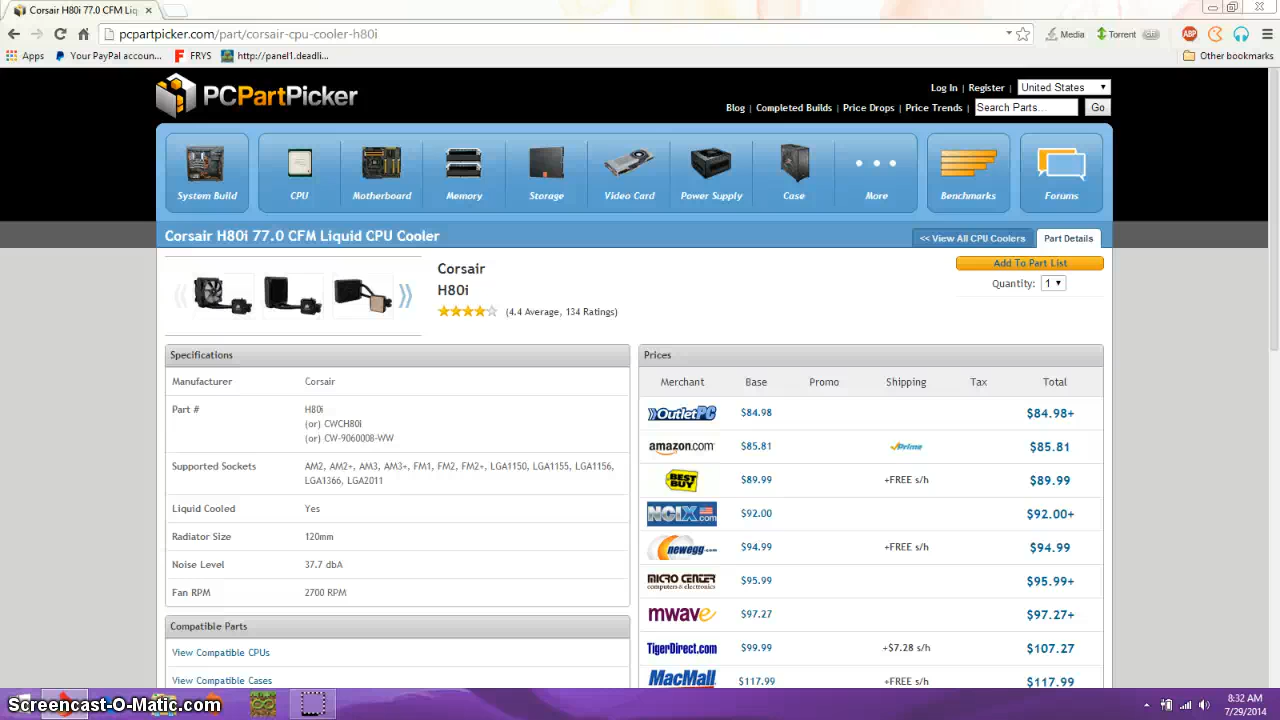 Corsair H80i 77.0 CFM Liq
pcpartpicker.com/part/corsair-cpu-cooler-h80i
Media
Torrent
ABP
Apps
Your PayPal accoun...
FRYS
http://panel1.deadli...
Other bookmarks
PCPartPicker
Log In | Register | United States
Blog | Completed Builds | Price Drops | Price Trends | Search Parts... Go
System Build CPU Motherboard Memory Storage Video Card Power Supply Case More Benchmarks Forums
Corsair H80i 77.0 CFM Liquid CPU Cooler
<< View All CPU Coolers Part Details
Corsair
H80i
(4.4 Average, 134 Ratings)
Add To Part List
Quantity: 1
Specifications
Manufacturer Corsair
Part # H80i
(or) CWCH80i
(or) CW-9060008-WW
Supported Sockets AM2, AM2+, AM3, AM3+, FM1, FM2, FM2+, LGA1150, LGA1155, LGA1156,
LGA1366, LGA2011
Liquid Cooled Yes
Radiator Size 120mm
Noise Level 37.7 dbA
Fan RPM 2700 RPM
Compatible Parts
View Compatible CPUs
View Compatible Cases
Prices
Merchant Base Promo Shipping Tax Total
OutletPC $84.98 $84.98+
amazon.com $85.81 Prime $85.81
BEST BUY $89.99 +FREE s/h $89.99
NCIX.com $92.00 $92.00+
newegg.com $94.99 +FREE s/h $94.99
MICRO CENTER computers & electronics $95.99 $95.99+
mwave $97.27 $97.27+
TigerDirect.com $99.99 +$7.28 s/h $107.27
MacMall $117.99 +FREE s/h $117.99
Screencast-O-Matic.com
8:32 AM
7/29/2014